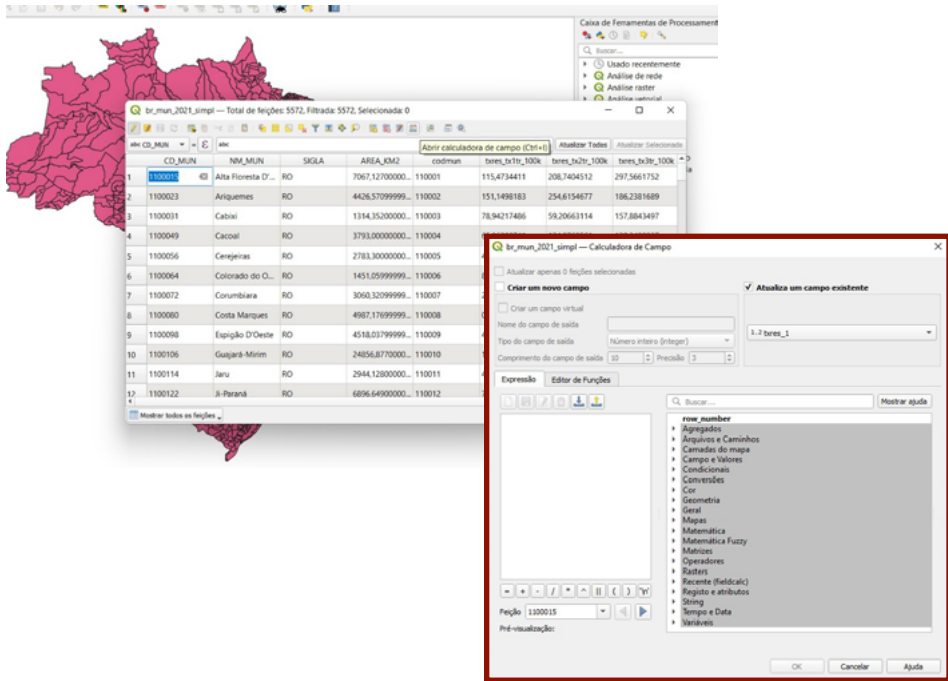 Caixa de Ferramentas de Processament
Buscar...
Usado recentemente
Análise de rede
Análise raster
Análise vetorial
br_mun_2021_simpl — Total de feições: 5572, Filtrada: 5572, Selecionada: 0
abc CD_MUN = ε abc
Abrir calculadora de campo (Ctrl+I)
Atualizar Todas Atualizar Selecionada
CD_MUN NM_MUN SIGLA AREA_KM2 codmun txres_tx1tr_100k txres_tx2tr_100k txres_tx3tr_100k
1 1100015 Alta Floresta D'... RO 7067,12700000... 110001 115,4734411 208,7404512 297,5661752
2 1100023 Ariquemes RO 4426,57099999... 110002 151,1498183 254,6154677 186,2381689
3 1100031 Cabixi RO 1314,35200000... 110003 78,94217486 59,20663114 157,8843497
4 1100049 Cacoal RO 3793,00000000... 110004
5 1100056 Cerejeiras RO 2783,30000000... 110005
6 1100064 Colorado do O... RO 1451,05999999... 110006
7 1100072 Corumbiara RO 3060,32099999... 110007
8 1100080 Costa Marques RO 4987,17699999... 110008
9 1100098 Espigão D'Oeste RO 4518,03799999... 110009
10 1100106 Guajará-Mirim RO 24856,8770000... 110010
11 1100114 Jaru RO 2944,12800000... 110011
12 1100122 Ji-Paraná RO 6896,64900000... 110012
Mostrar todos as feições
br_mun_2021_simpl — Calculadora de Campo
Atualizar apenas 0 feições selecionadas
Criar um novo campo
Atualiza um campo existente
Criar um campo virtual
Nome do campo de saída
1.2 txres_1
Tipo do campo de saída Número inteiro (integer)
Comprimento do campo de saída 10 Precisão 3
Expressão Editor de Funções
Buscar... Mostrar ajuda
row_number
Agregados
Arquivos e Caminhos
Camadas do mapa
Campo e Valores
Condicionais
Conversões
Cor
Geometria
Geral
Mapas
Matemática
Matemática Fuzzy
Matrizes
Operadores
Rasters
Recente (fieldcalc)
Registo e atributos
String
Tempo e Data
Variáveis
= + - / * ^ || ( ) '\n'
Feição 1100015
Pré-visualização:
OK Cancelar Ajuda